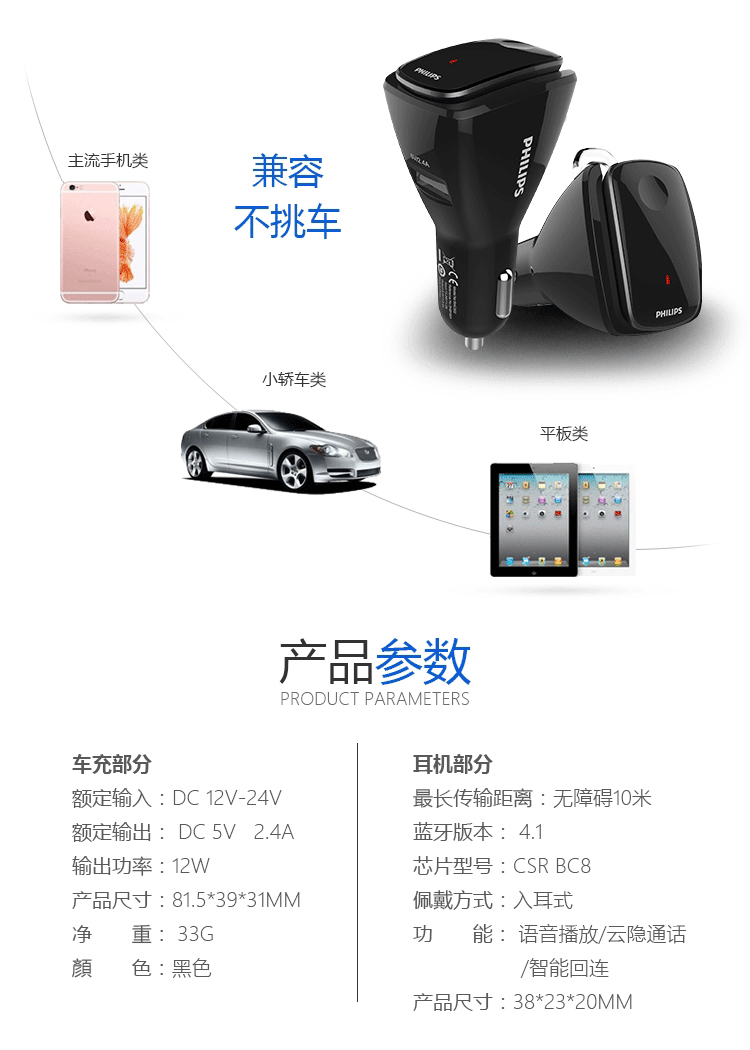 PHILIPS
5V/2.4A
PHILIPS
PHILIPS
主流手机类
兼容
不挑车
小轿车类
平板类
产品参数
PRODUCT PARAMETERS
车充部分
额定输入：DC 12V-24V
额定输出： DC 5V 2.4A
输出功率：12W
产品尺寸：81.5*39*31MM
净 重： 33G
顏 色：黑色
耳机部分
最长传输距离：无障碍10米
蓝牙版本： 4.1
芯片型号：CSR BC8
佩戴方式：入耳式
功 能： 语音播放/云隐通话
/智能回连
产品尺寸：38*23*20MM